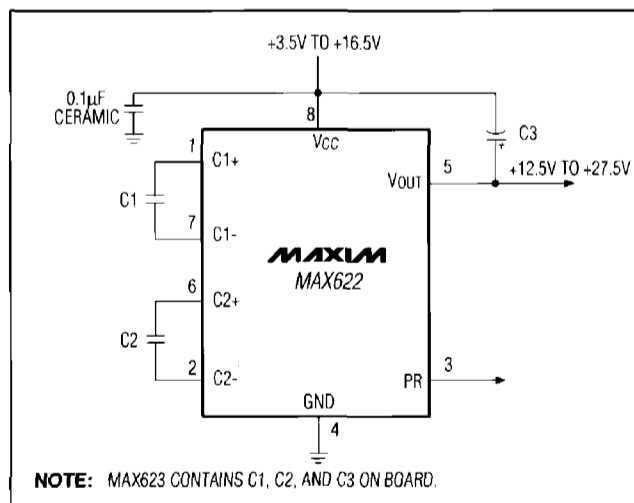 +3.5V TO +16.5V
0.1µF
CERAMIC
8
VCC
C3
+
1
C1+
5
VOUT
+12.5V TO +27.5V
C1
7
C1-
MAXIM
MAX622
6
C2+
C2
2
C2-
3
PR
GND
4
NOTE: MAX623 CONTAINS C1, C2, AND C3 ON BOARD.